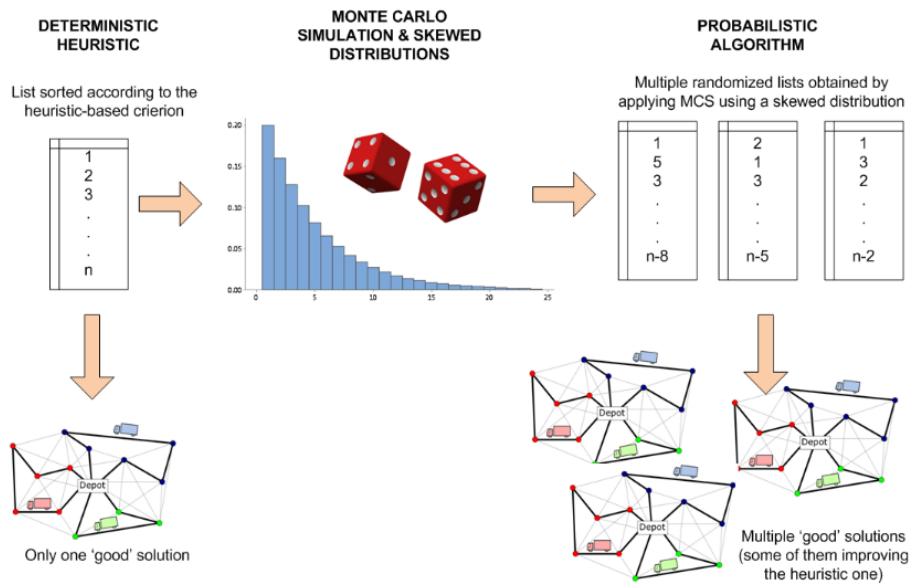 DETERMINISTIC
HEURISTIC
List sorted according to the
heuristic-based crierion
1
2
3
.
.
.
n
MONTE CARLO
SIMULATION & SKEWED
DISTRIBUTIONS
0.20
0.15
0.10
0.05
0.00
0 5 10 15 20 25
PROBABILISTIC
ALGORITHM
Multiple randomized lists obtained by
applying MCS using a skewed distribution
1
5
3
.
.
.
n-8
2
1
3
.
.
.
n-5
1
3
2
.
.
.
n-2
Depot
Only one 'good' solution
Depot
Depot
Depot
Multiple 'good' solutions
(some of them improving
the heuristic one)